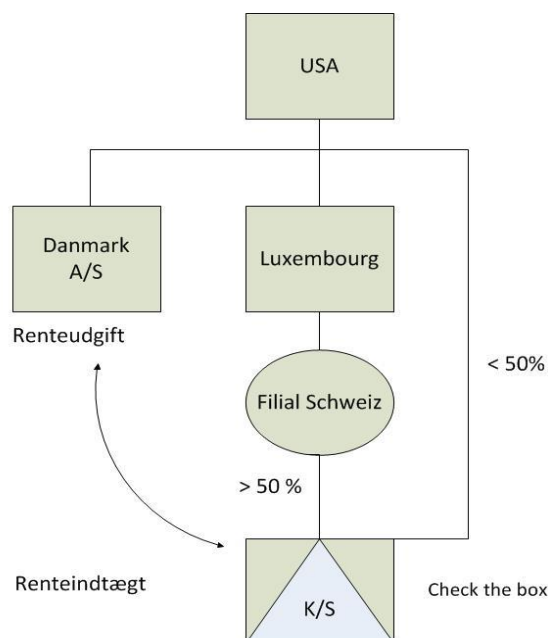 USA
Danmark
A/S
Luxembourg
Renteudgift
< 50%
Filial Schweiz
> 50 %
Renteindtægt
Check the box
K/S